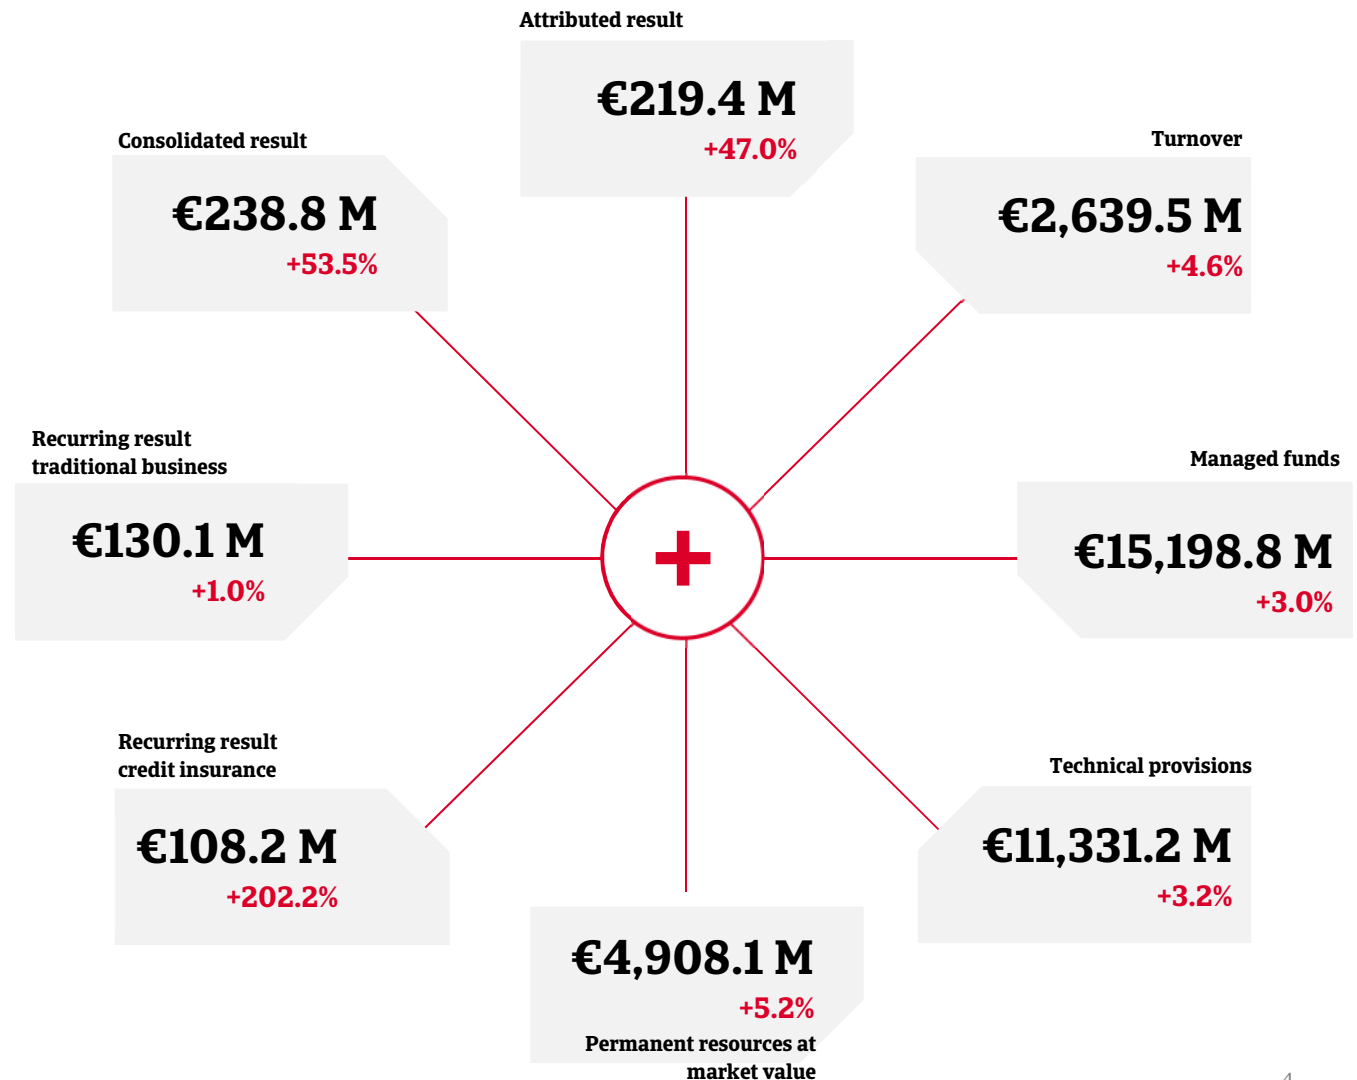 Attributed result
€219.4 M
+47.0%
Consolidated result
€238.8 M
+53.5%
Turnover
€2,639.5 M
+4.6%
Recurring result
traditional business
€130.1 M
+1.0%
Managed funds
€15,198.8 M
+3.0%
Recurring result
credit insurance
€108.2 M
+202.2%
Technical provisions
€11,331.2 M
+3.2%
€4,908.1 M
+5.2%
Permanent resources at
market value
4